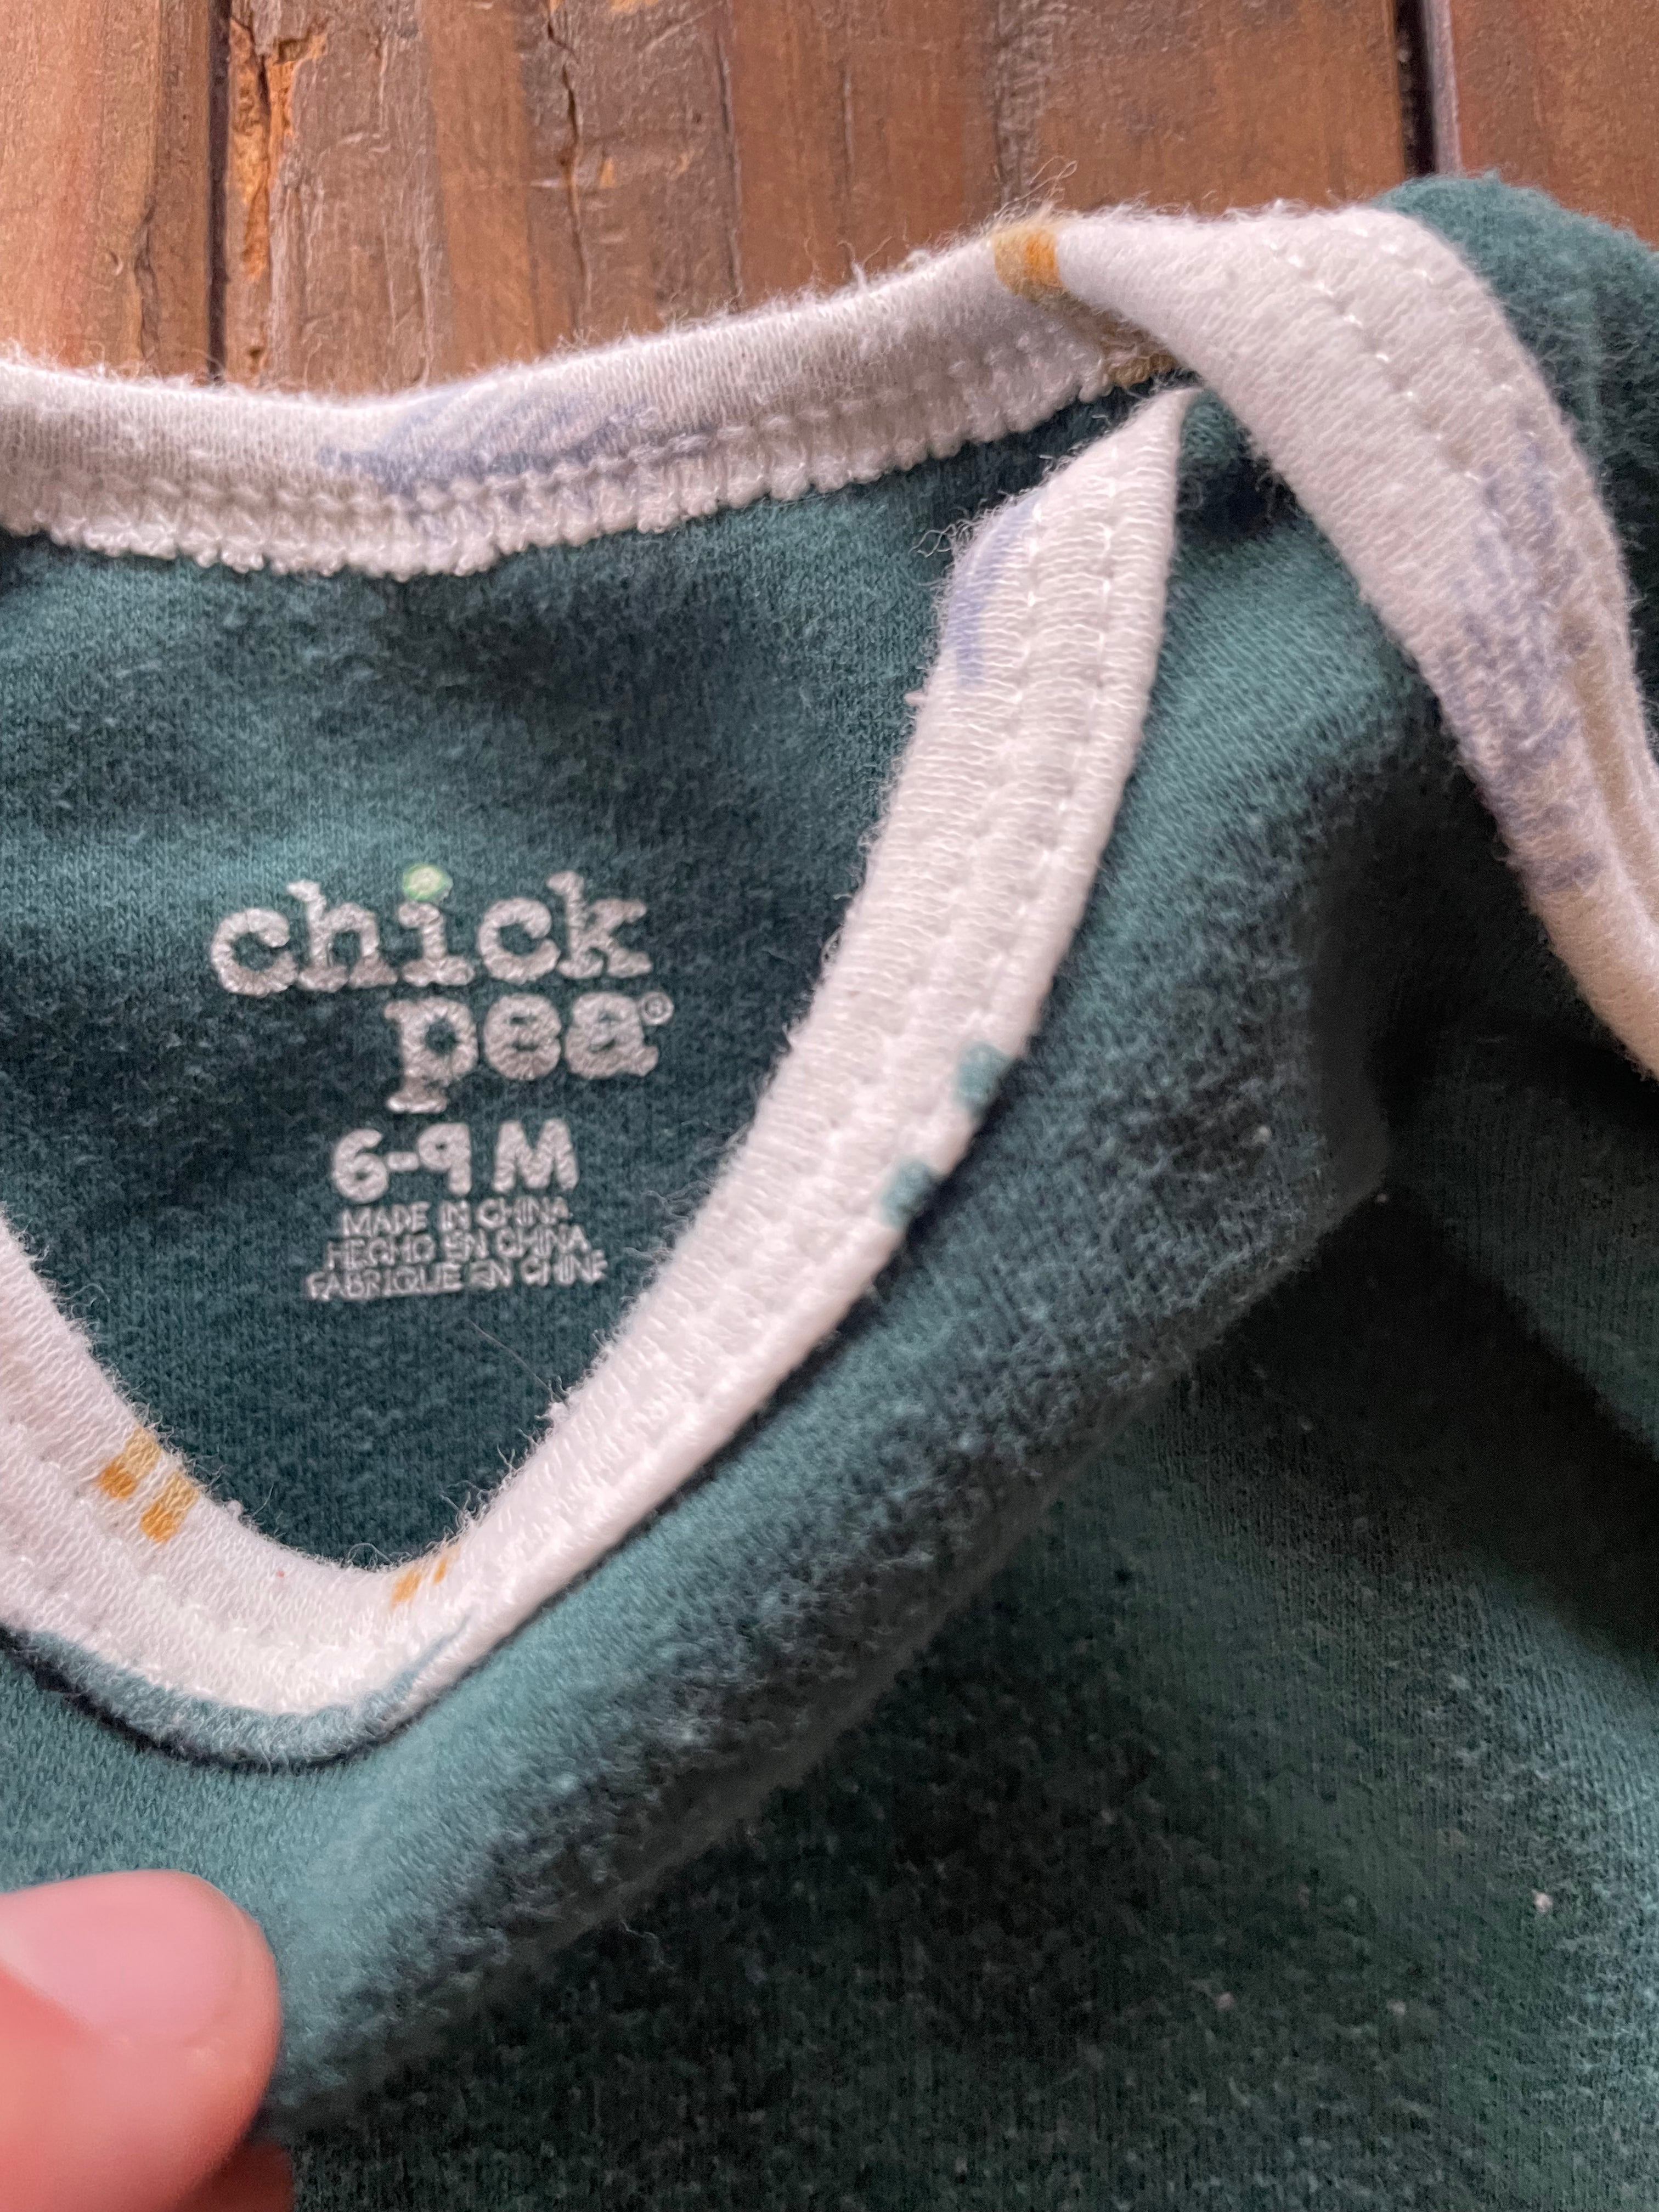 chick
pea®
6-9 M
MADE IN CHINA
HECHO EN CHINA
FABRIQUE EN CHINE